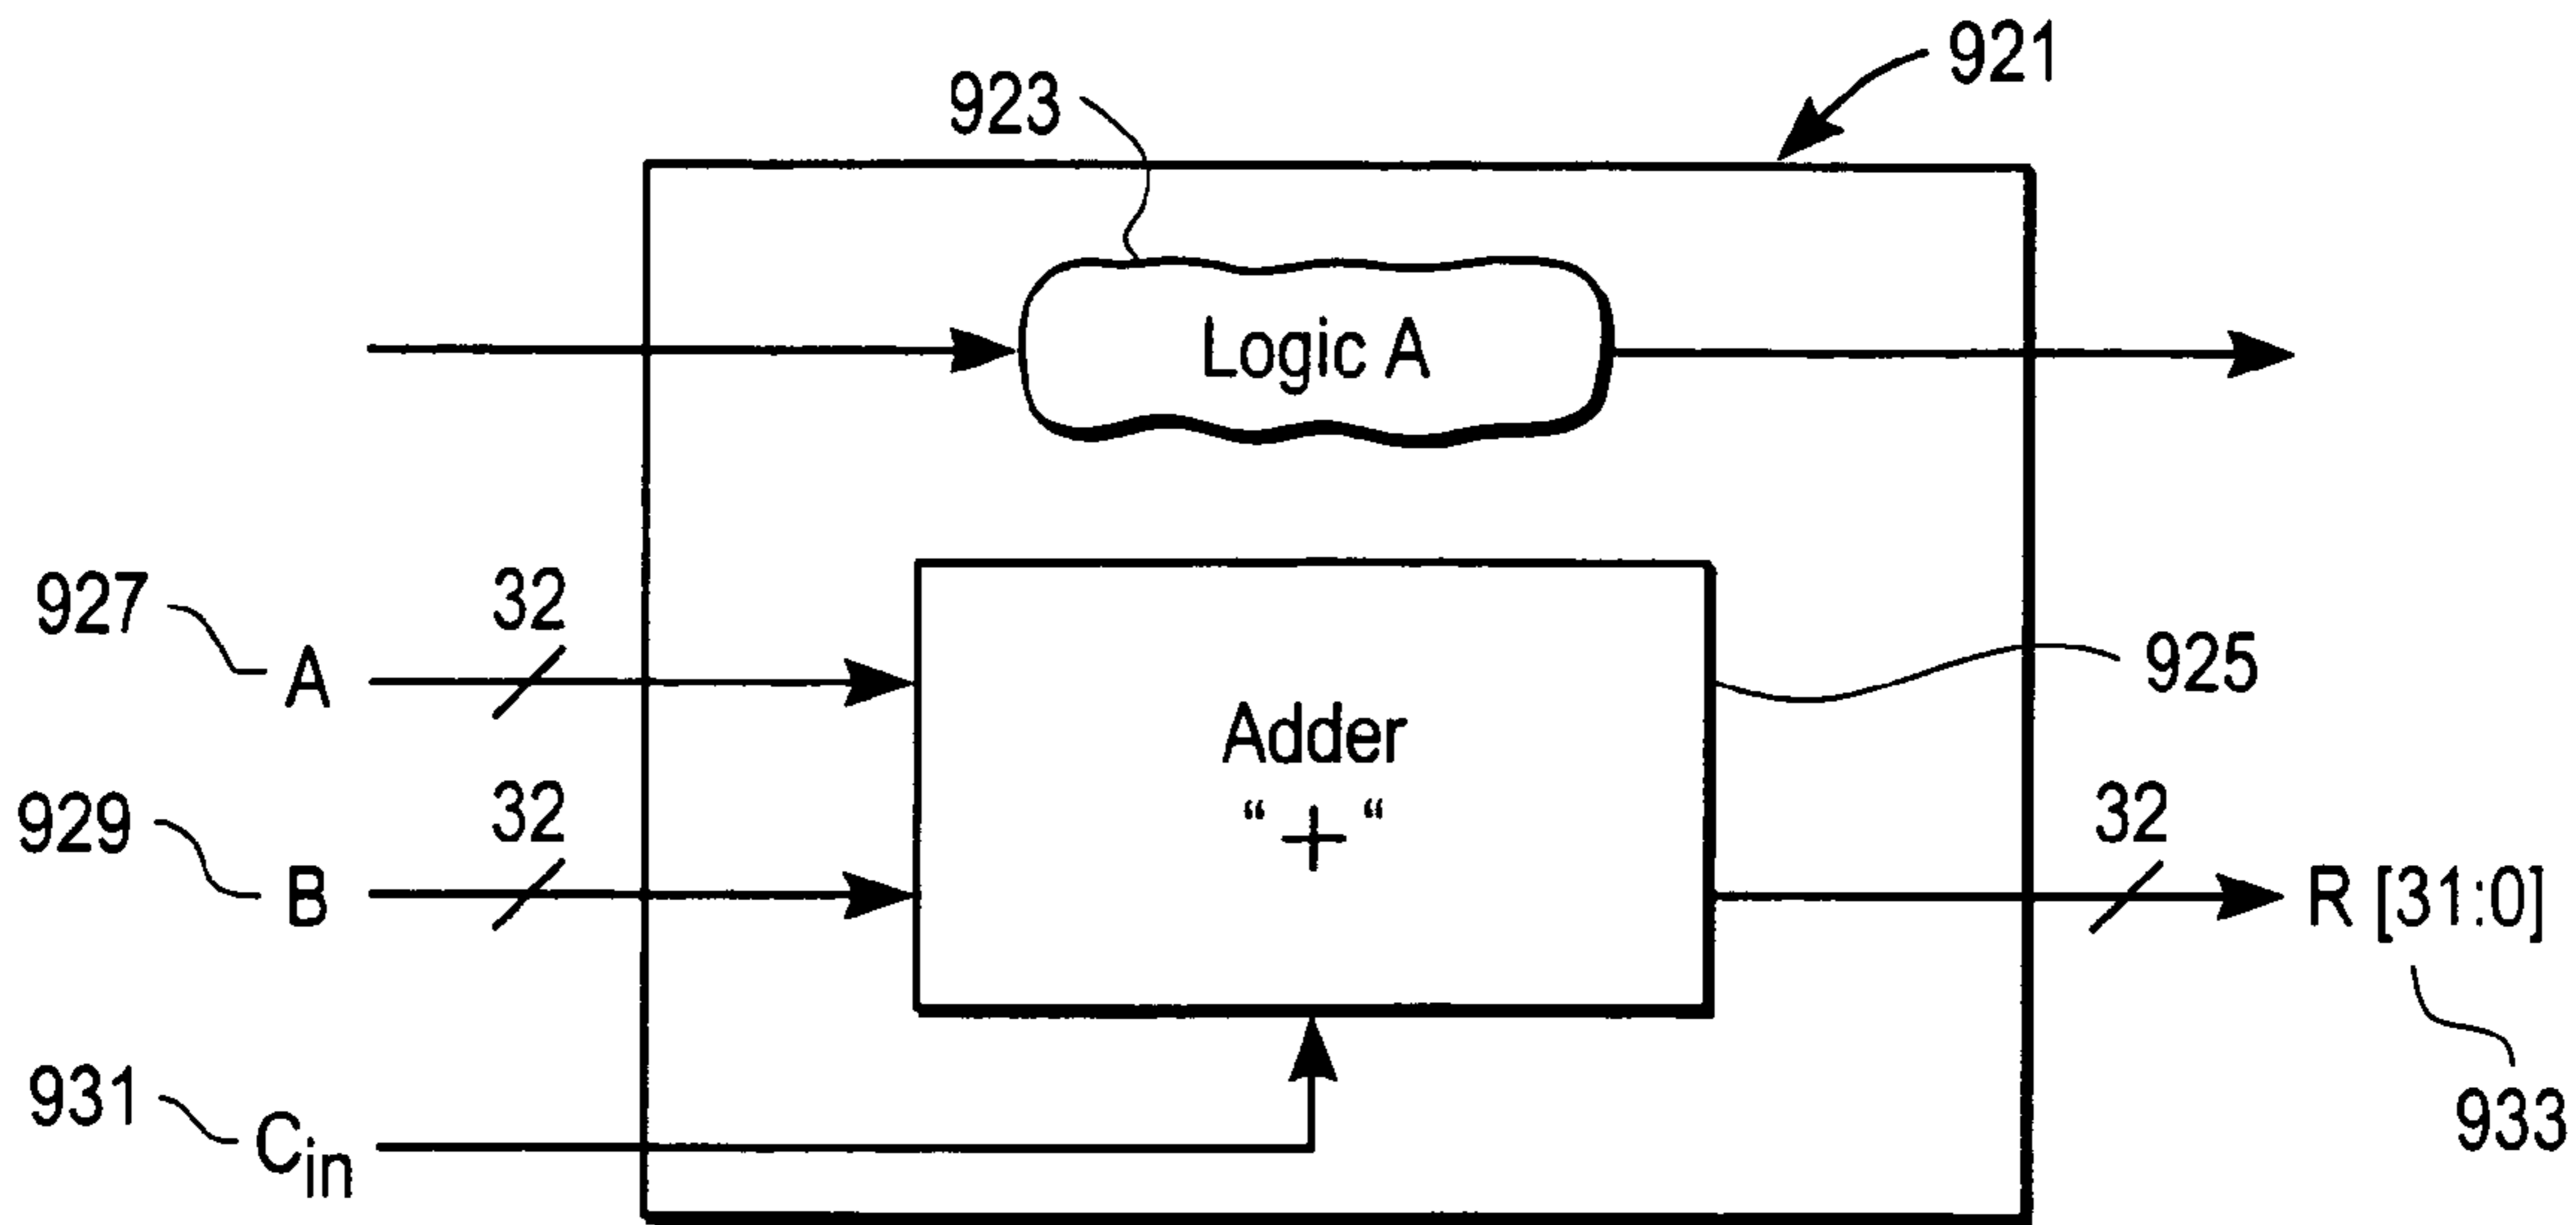 921
923
Logic A
927
32
A
925
Adder
“ + “
929
32
B
32
R [31:0]
931
Cin
933